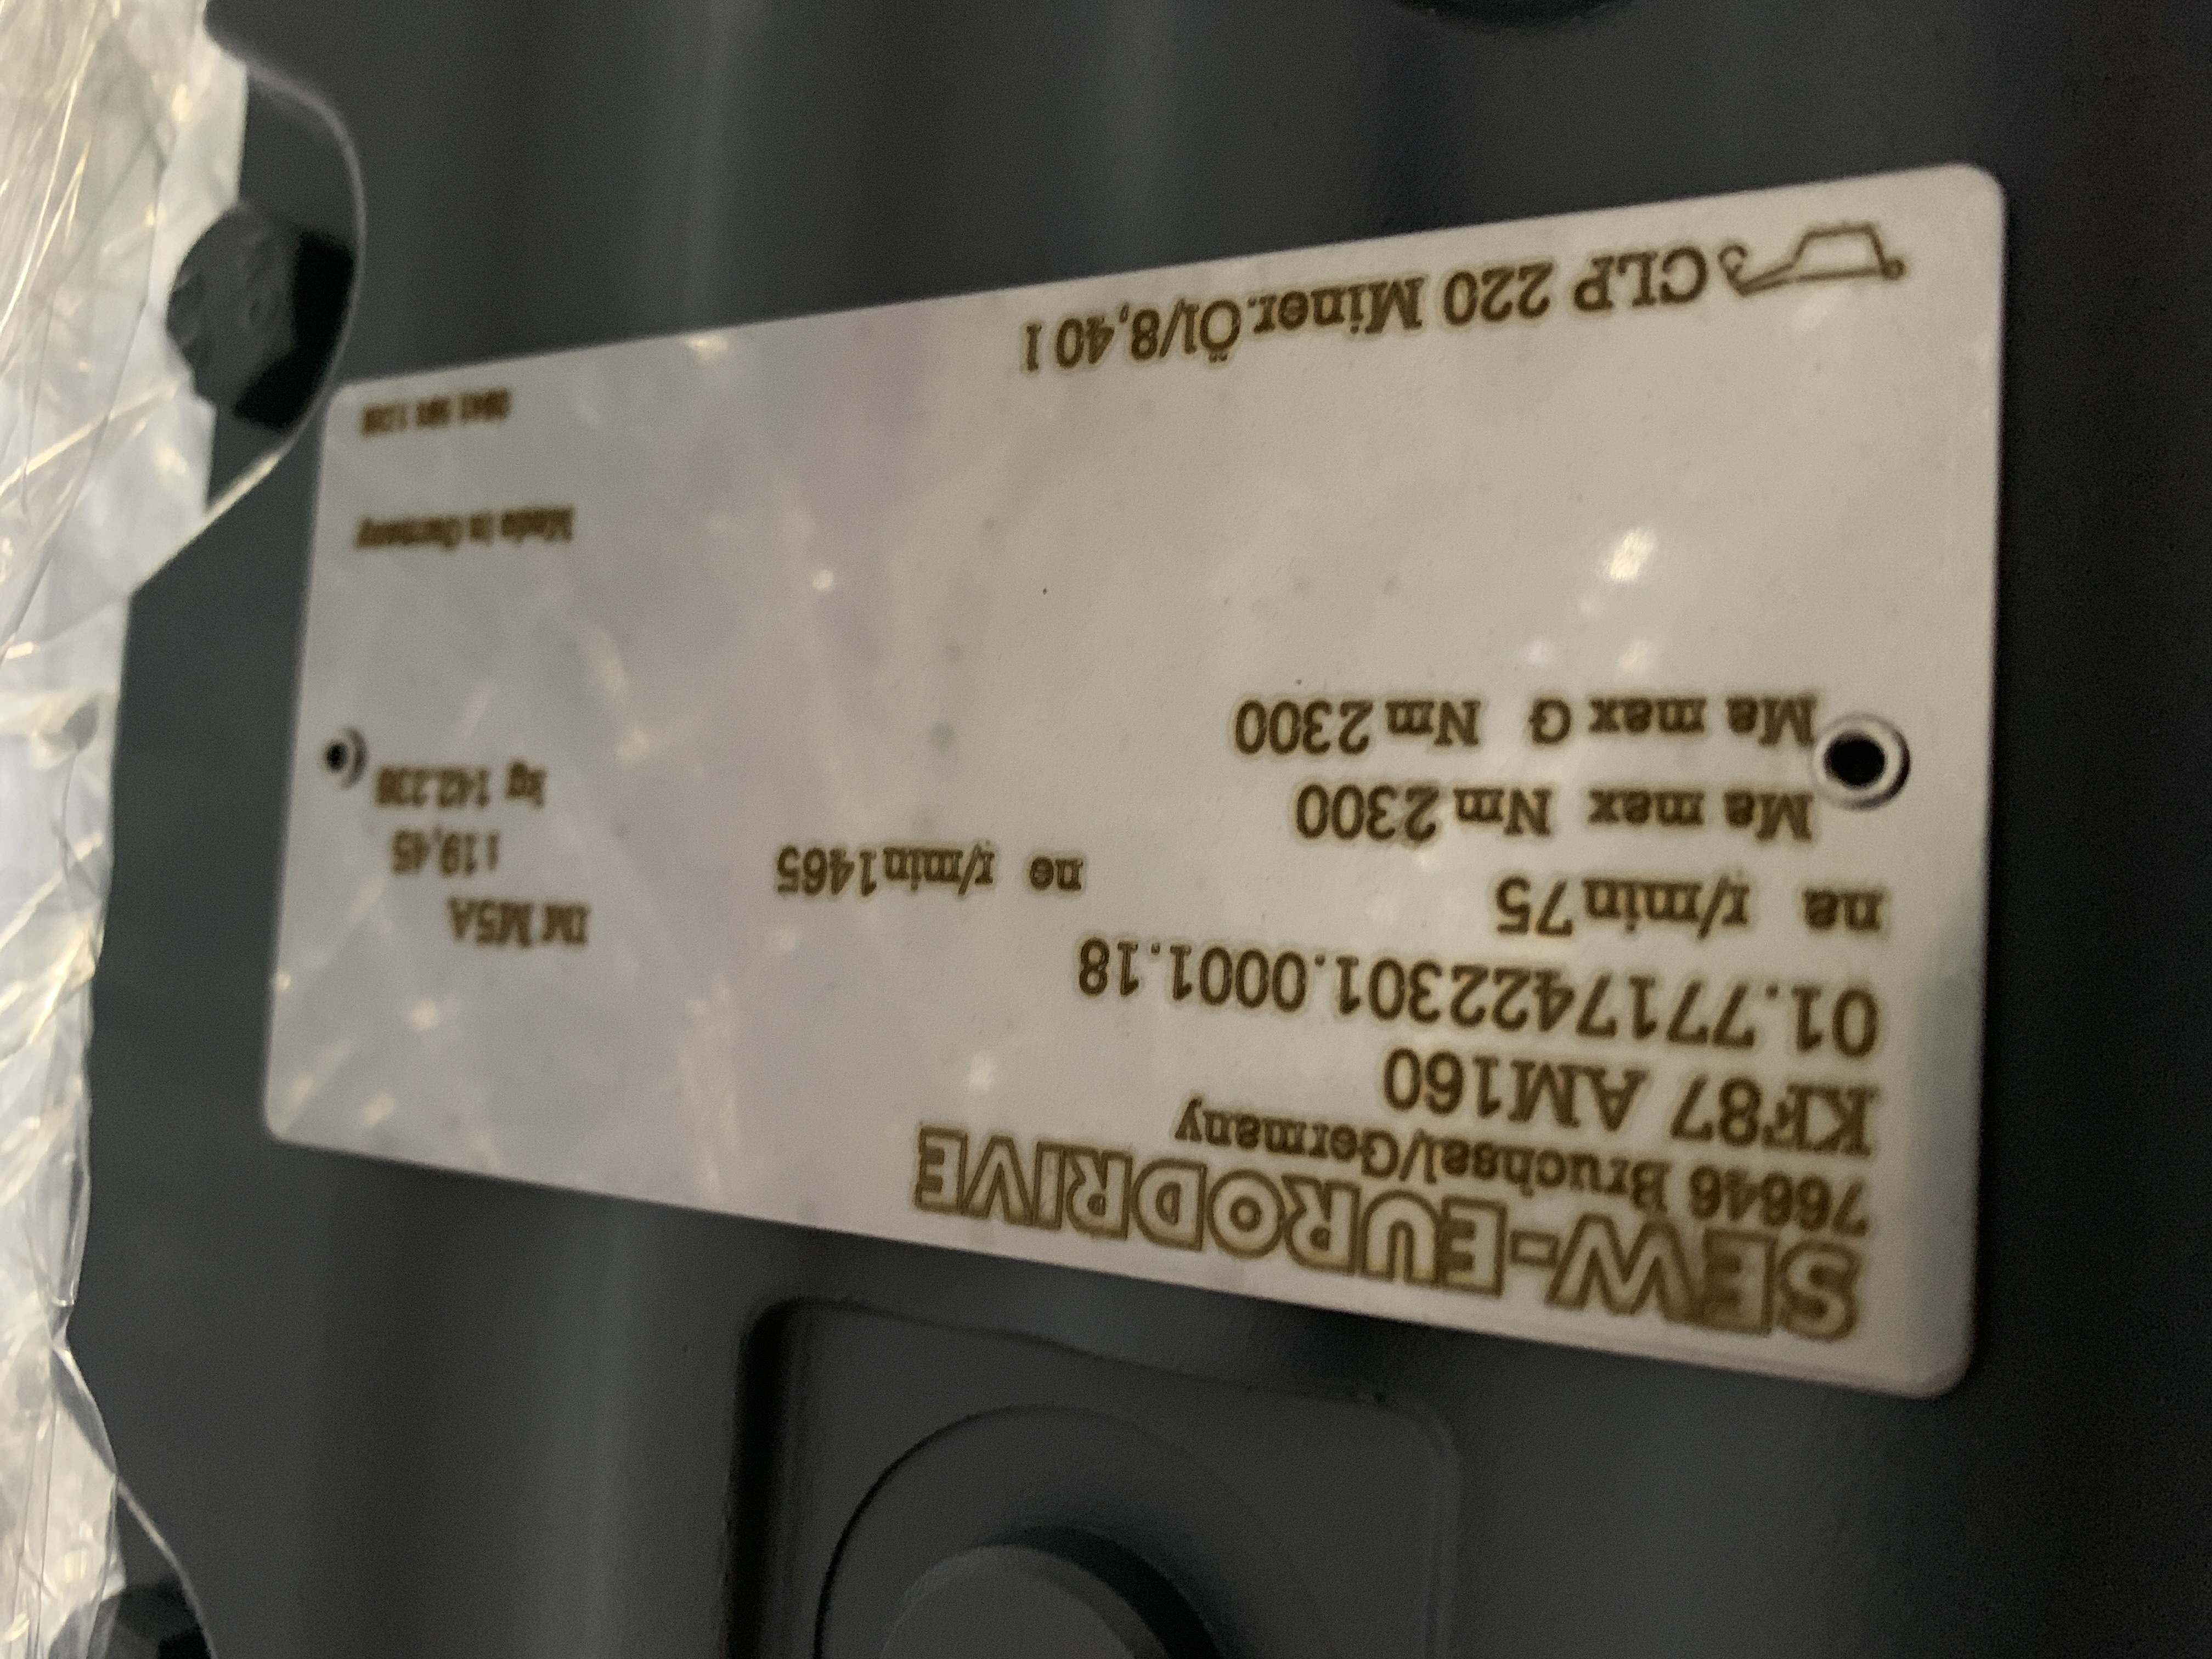 SEW-EURODRIVE
76646 Bruchsal/Germany
KF87 AM160
01.7717422301.0001.18
na r/min 75
ne r/min 1465
Ma max Nm 2300
Ma max G Nm 2300
IM M5A
i 19,45
kg 142.236
Made in Germany
CLP 220 Miner.Öl/8,40 l